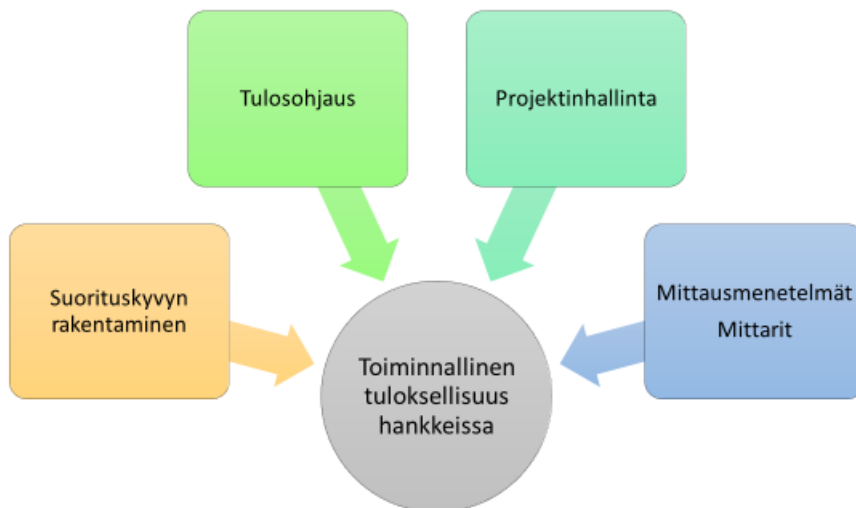 Tulosohjaus
Projektinhallinta
Suorituskyvyn
rakentaminen
Mittausmenetelmät
Mittarit
Toiminnallinen
tuloksellisuus
hankkeissa